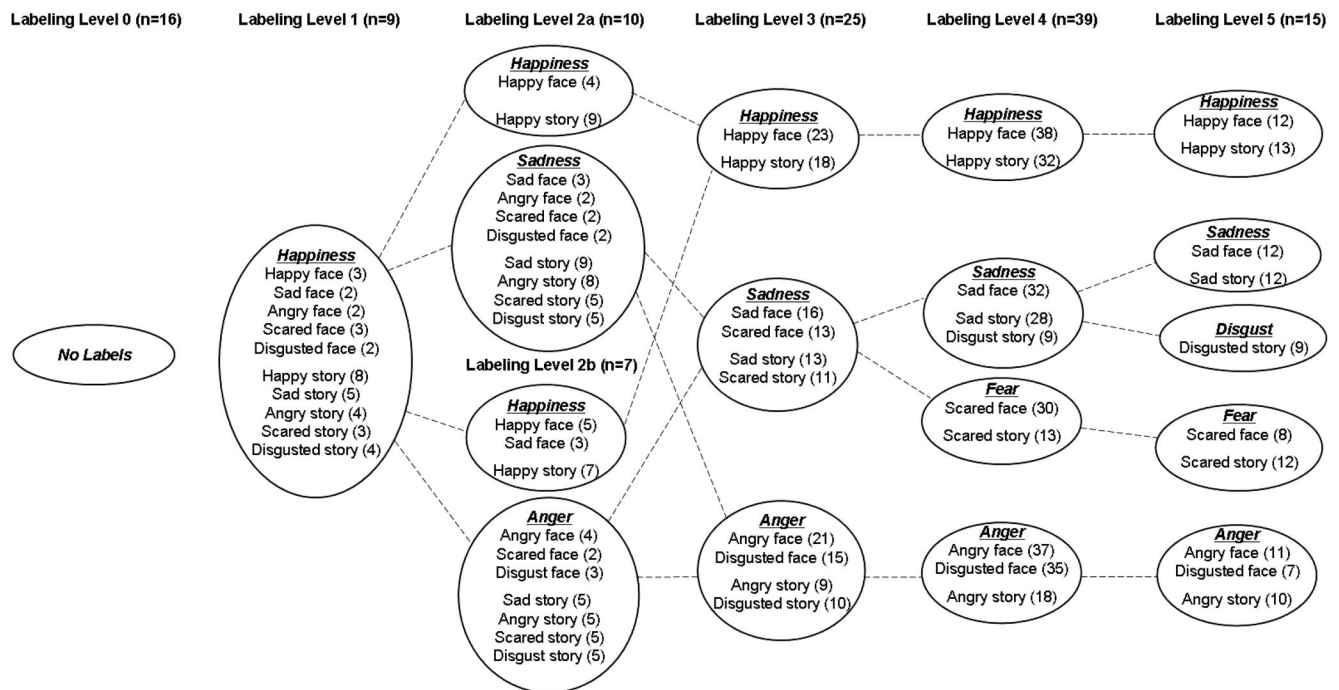 Labeling Level 0 (n=16)
Labeling Level 1 (n=9)
Labeling Level 2a (n=10)
Labeling Level 3 (n=25)
Labeling Level 4 (n=39)
Labeling Level 5 (n=15)
No Labels
Happiness
Happy face (3)
Sad face (2)
Angry face (2)
Scared face (3)
Disgusted face (2)
Happy story (8)
Sad story (5)
Angry story (4)
Scared story (3)
Disgusted story (4)
Happiness
Happy face (4)
Happy story (9)
Sadness
Sad face (3)
Angry face (2)
Scared face (2)
Disgusted face (2)
Sad story (9)
Angry story (8)
Scared story (5)
Disgust story (5)
Labeling Level 2b (n=7)
Happiness
Happy face (5)
Sad face (3)
Happy story (7)
Anger
Angry face (4)
Scared face (2)
Disgust face (3)
Sad story (5)
Angry story (5)
Scared story (5)
Disgust story (5)
Happiness
Happy face (23)
Happy story (18)
Sadness
Sad face (16)
Scared face (13)
Sad story (13)
Scared story (11)
Anger
Angry face (21)
Disgusted face (15)
Angry story (9)
Disgusted story (10)
Happiness
Happy face (38)
Happy story (32)
Sadness
Sad face (32)
Sad story (28)
Disgust story (9)
Fear
Scared face (30)
Scared story (13)
Anger
Angry face (37)
Disgusted face (35)
Angry story (18)
Happiness
Happy face (12)
Happy story (13)
Sadness
Sad face (12)
Sad story (12)
Disgust
Disgusted story (9)
Fear
Scared face (8)
Scared story (12)
Anger
Angry face (11)
Disgusted face (7)
Angry story (10)